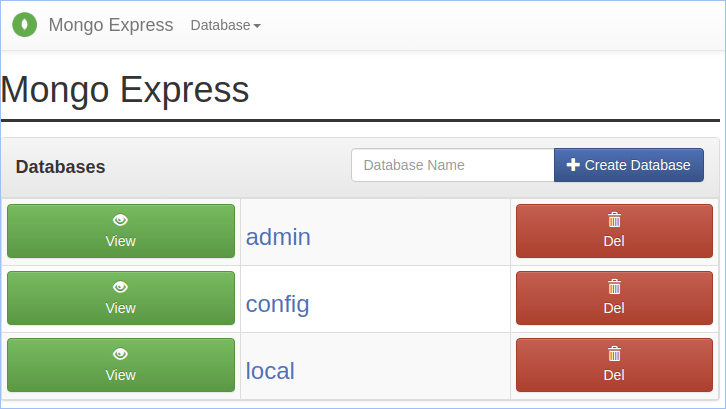 Mongo Express Database
Mongo Express
Databases Database Name Create Database
View admin Del
View config Del
View local Del